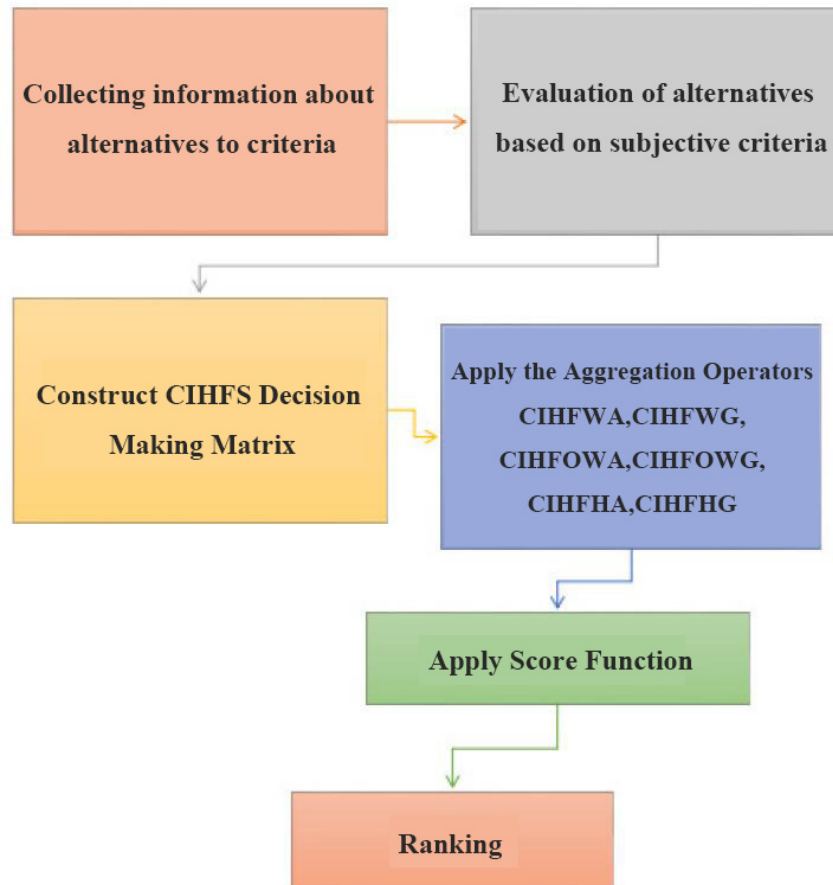 Collecting information about
alternatives to criteria
Evaluation of alternatives
based on subjective criteria
Construct CIHFS Decision
Making Matrix
Apply the Aggregation Operators
CIHFWA,CIHFWG,
CIHFOWA,CIHFOWG,
CIHFHA,CIHFHG
Apply Score Function
Ranking